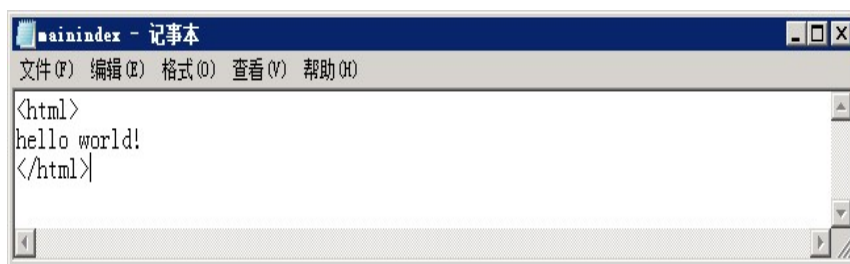 mainindex - 记事本
文件(F) 编辑(E) 格式(O) 查看(V) 帮助(H)
<html>
hello world!
</html>